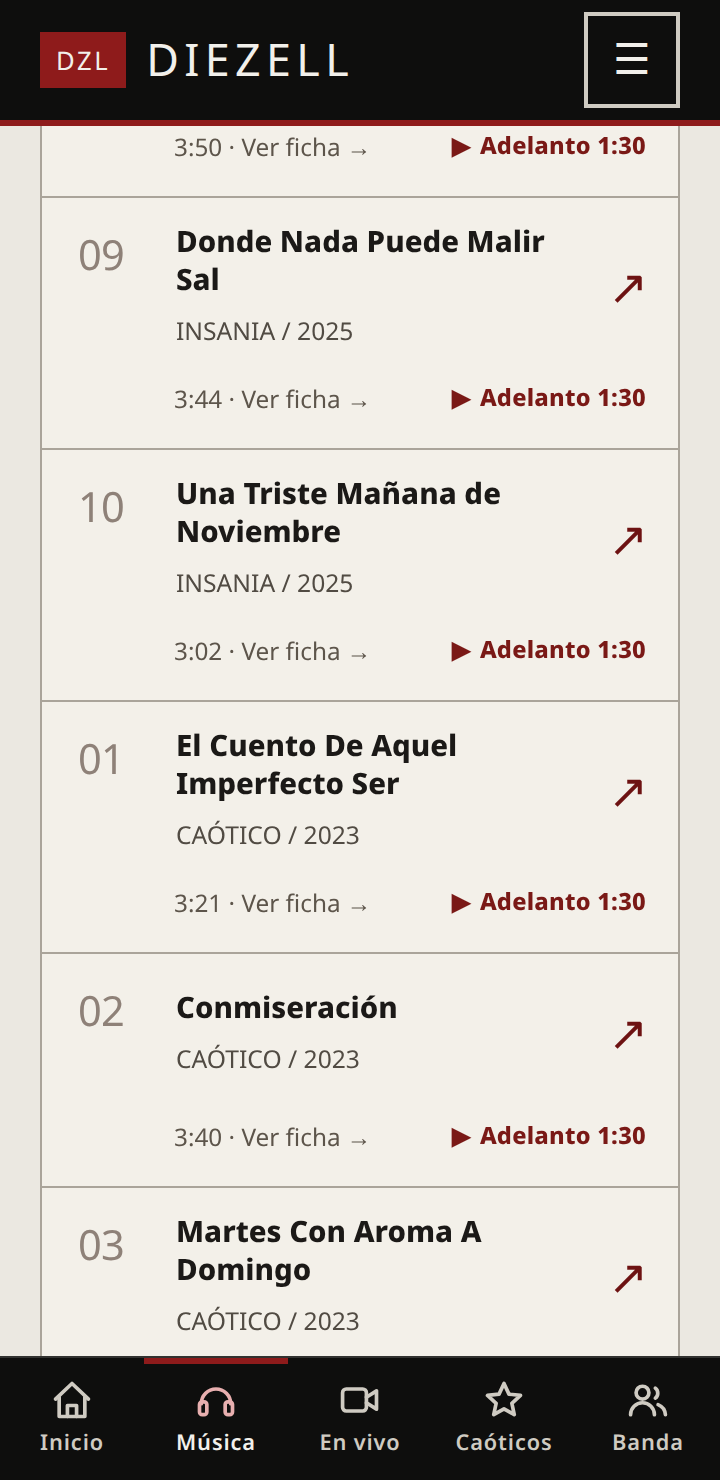 DZL DIEZELL ☰
3:50 · Ver ficha → ▶ Adelanto 1:30
09 Donde Nada Puede Malir
Sal ↗
INSANIA / 2025
3:44 · Ver ficha → ▶ Adelanto 1:30
10 Una Triste Mañana de
Noviembre ↗
INSANIA / 2025
3:02 · Ver ficha → ▶ Adelanto 1:30
01 El Cuento De Aquel
Imperfecto Ser ↗
CAÓTICO / 2023
3:21 · Ver ficha → ▶ Adelanto 1:30
02 Conmiseración ↗
CAÓTICO / 2023
3:40 · Ver ficha → ▶ Adelanto 1:30
03 Martes Con Aroma A
Domingo ↗
CAÓTICO / 2023
Inicio Música En vivo Caóticos Banda